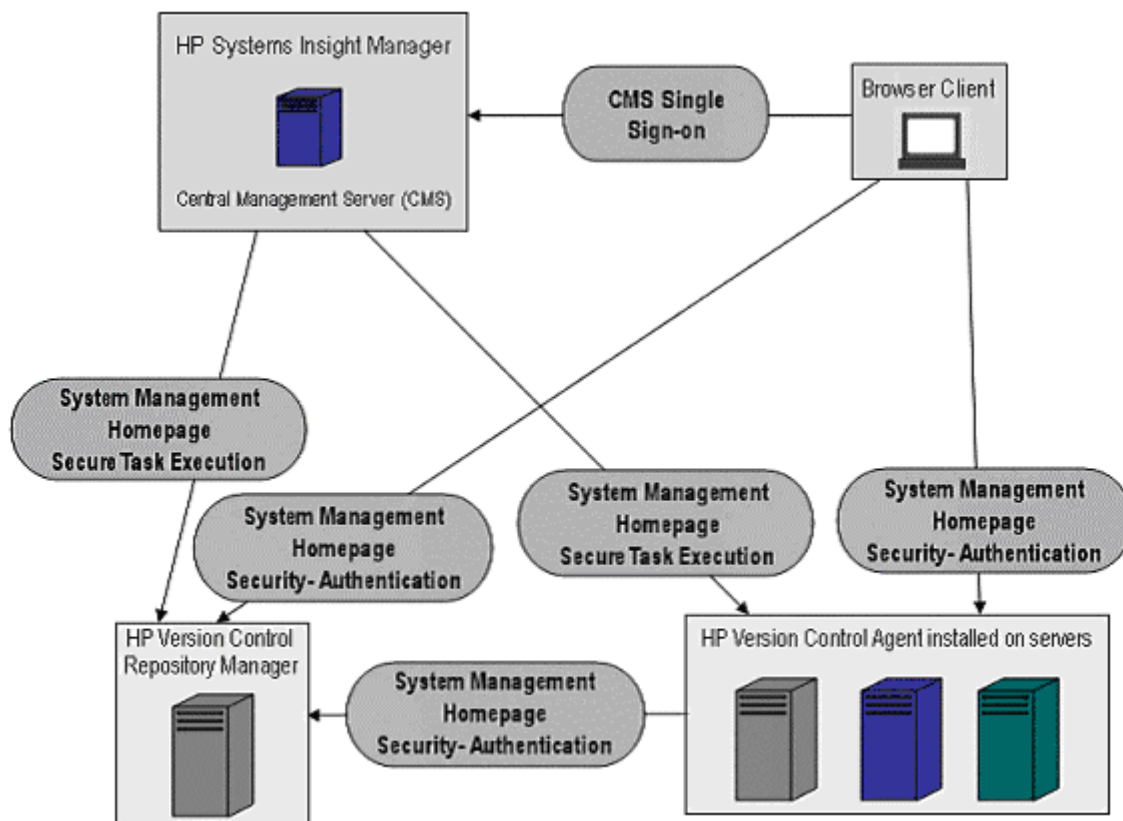 HP Systems Insight Manager
Central Management Server (CMS)
CMS Single
Sign-on
Browser Client
System Management
Homepage
Secure Task Execution
System Management
Homepage
Security- Authentication
System Management
Homepage
Secure Task Execution
System Management
Homepage
Security- Authentication
HP Version Control
Repository Manager
System Management
Homepage
Security- Authentication
HP Version Control Agent installed on servers